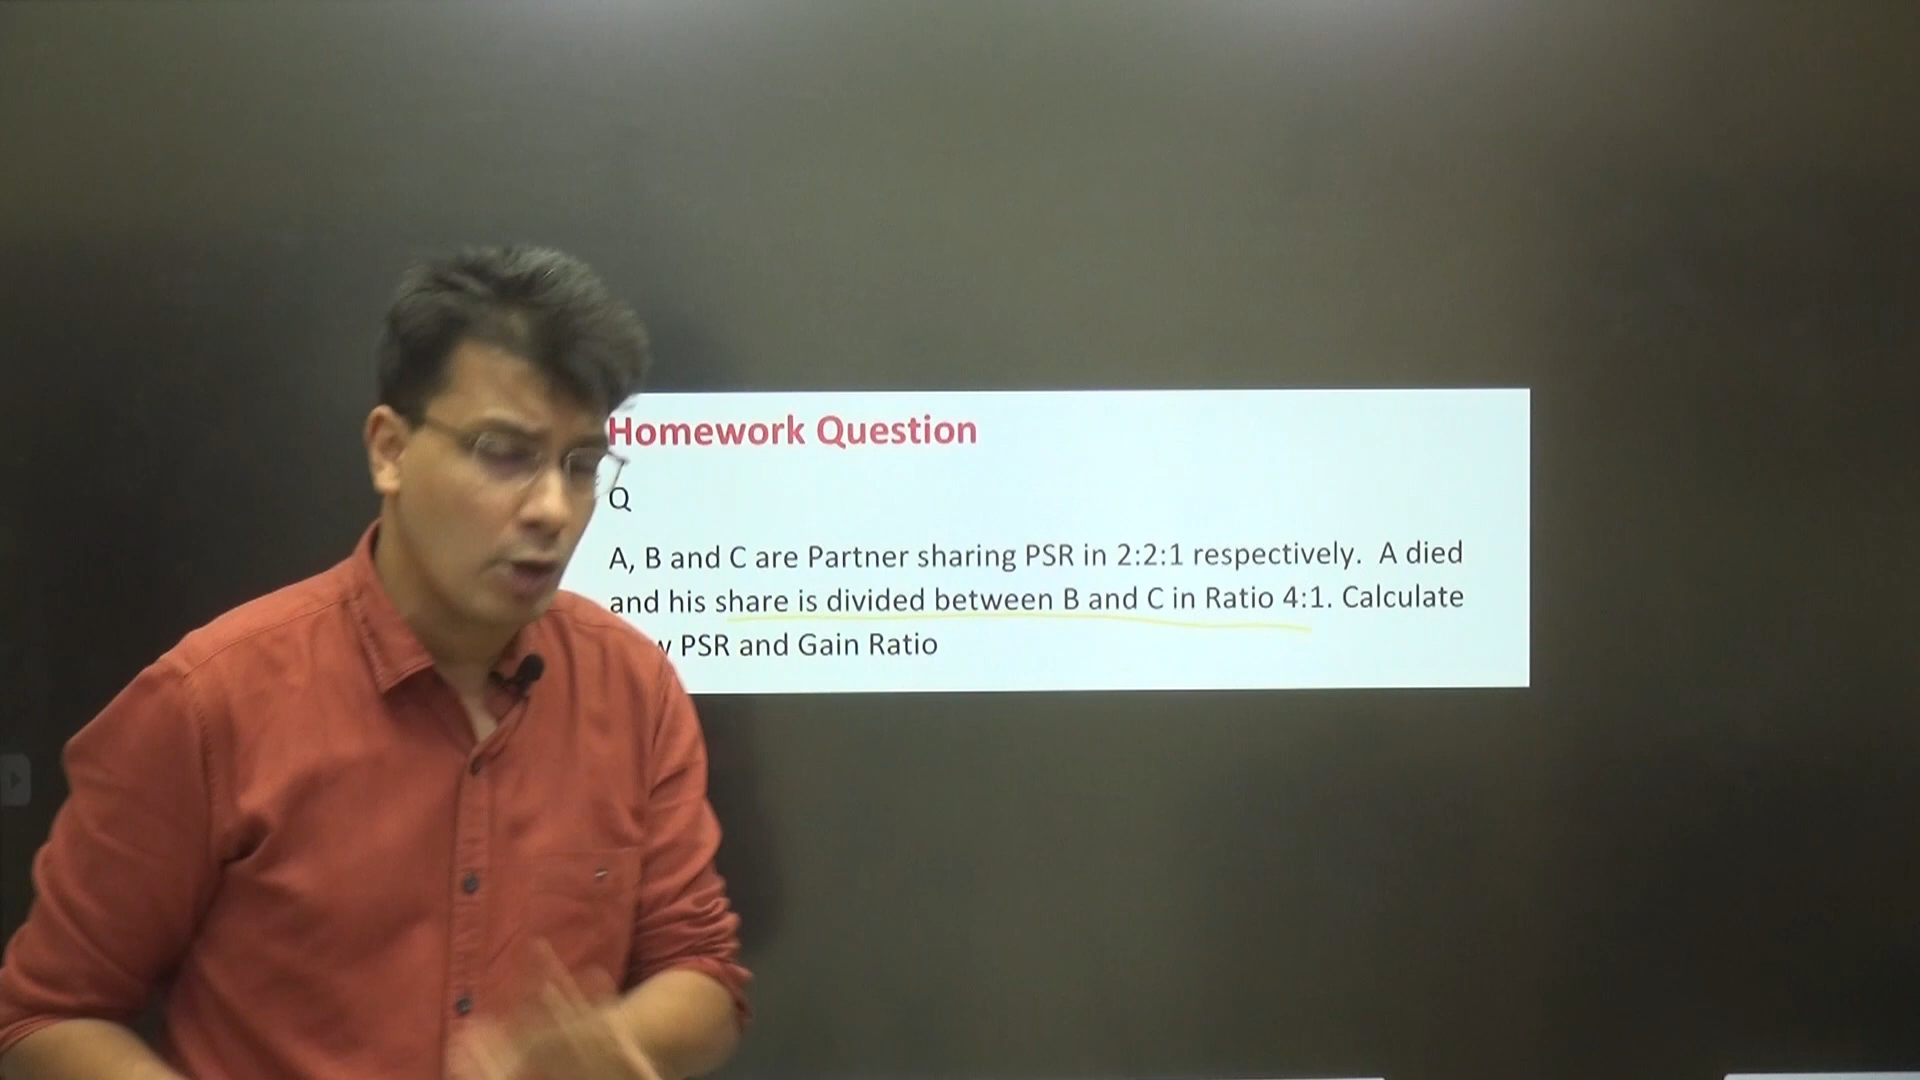 Homework Question
Q
A, B and C are Partner sharing PSR in 2:2:1 respectively. A died
and his share is divided between B and C in Ratio 4:1. Calculate
PSR and Gain Ratio